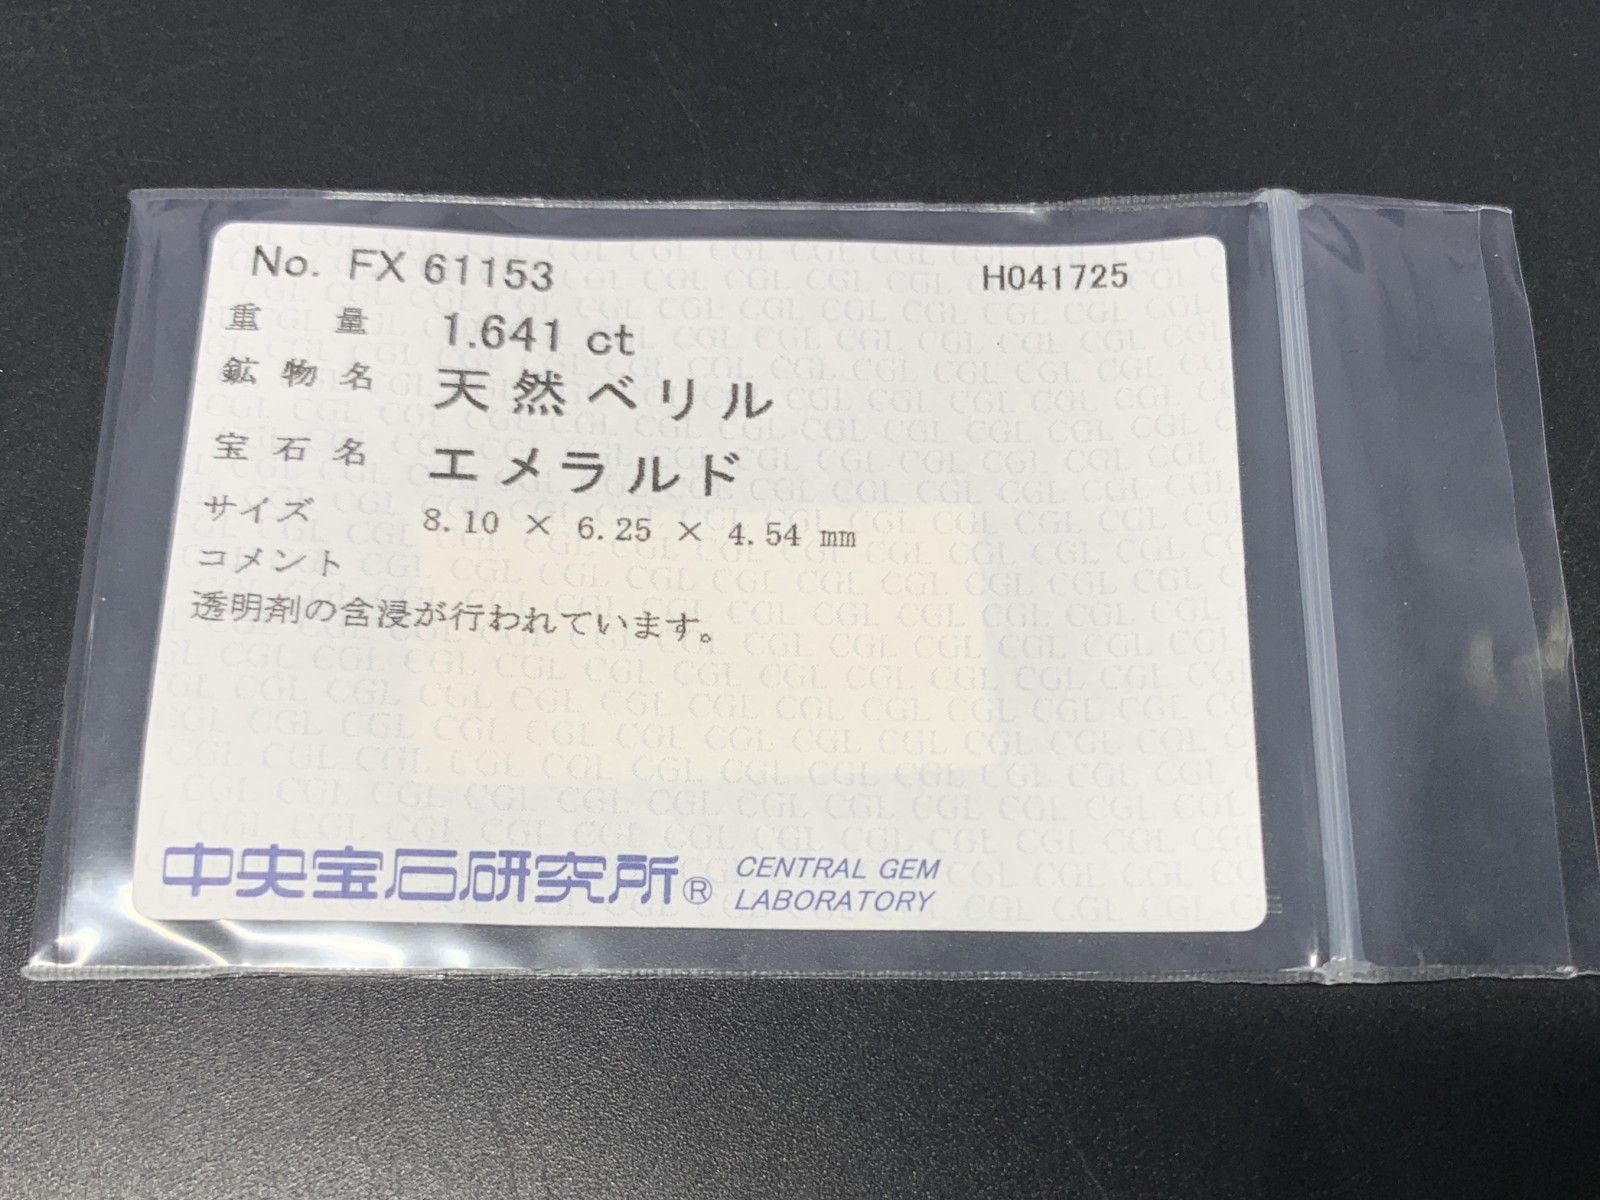 No. FX 61153 H041725
重量 1.641 ct
鉱物名 天然ベリル
宝石名 エメラルド
サイズ 8.10 × 6.25 × 4.54 mm
コメント
透明剤の含浸が行われています。
中央宝石研究所® CENTRAL GEM
LABORATORY